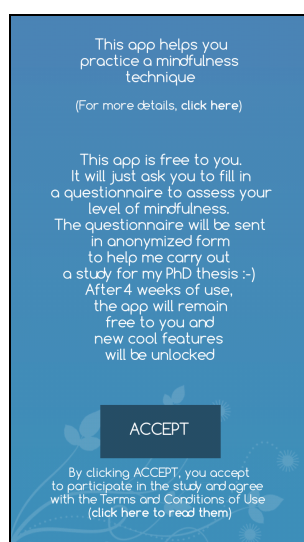 This app helps you
practice a mindfulness
technique
(For more details, click here)
This app is free to you.
It will just ask you to fill in
a questionnaire to assess your
level of mindfulness.
The questionnaire will be sent
in anonymized form
to help me carry out
a study for my PhD thesis :-)
After 4 weeks of use,
the app will remain
free to you and
new cool features
will be unlocked
ACCEPT
By clicking ACCEPT, you accept
to participate in the study and agree
with the Terms and Conditions of Use
(click here to read them)